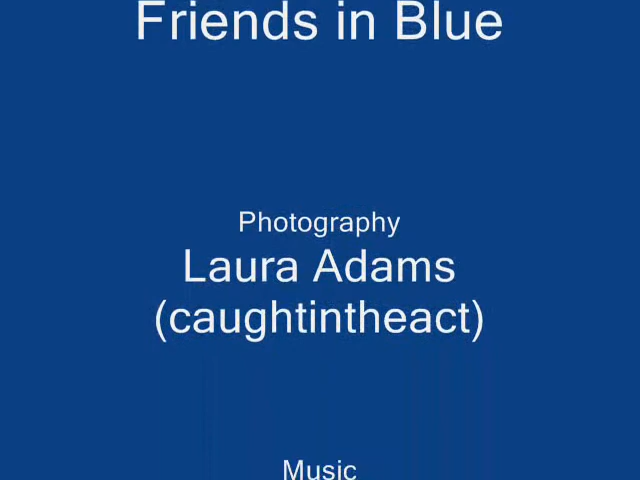 Friends in Blue
Photography
Laura Adams
(caughtintheact)
Music